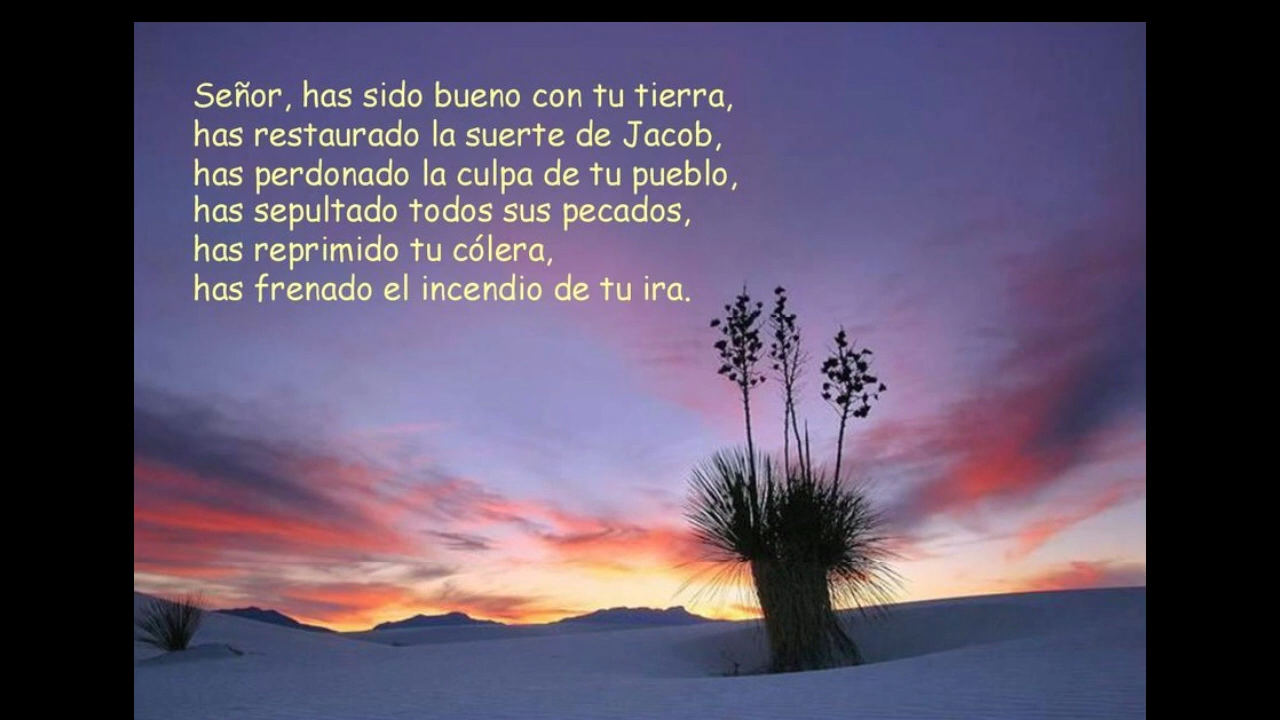 Señor, has sido bueno con tu tierra,
has restaurado la suerte de Jacob,
has perdonado la culpa de tu pueblo,
has sepultado todos sus pecados,
has reprimido tu cólera,
has frenado el incendio de tu ira.